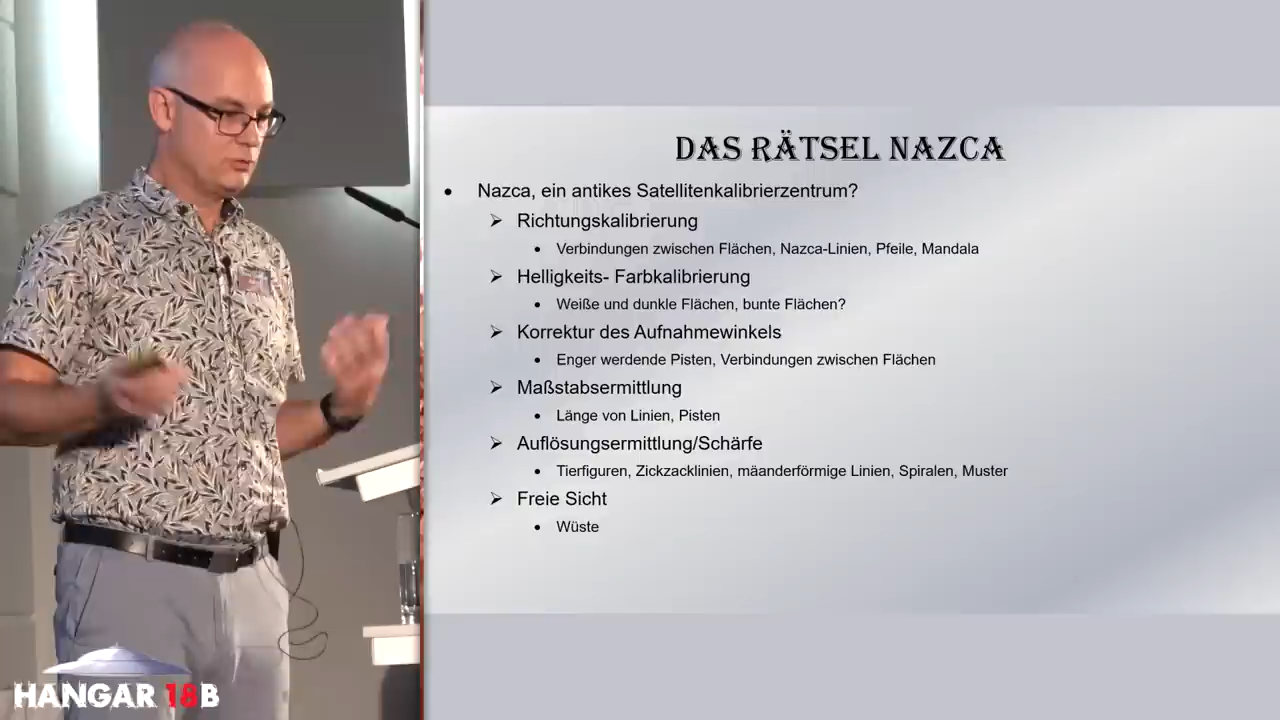 DAS RÄTSEL NAZCA
• Nazca, ein antikes Satellitenkalibrierzentrum?
➢ Richtungskalibrierung
• Verbindungen zwischen Flächen, Nazca-Linien, Pfeile, Mandala
➢ Helligkeits- Farbkalibrierung
• Weiße und dunkle Flächen, bunte Flächen?
➢ Korrektur des Aufnahmewinkels
• Enger werdende Pisten, Verbindungen zwischen Flächen
➢ Maßstabsermittlung
• Länge von Linien, Pisten
➢ Auflösungsermittlung/Schärfe
• Tierfiguren, Zickzacklinien, mäanderförmige Linien, Spiralen, Muster
➢ Freie Sicht
• Wüste
HANGAR 18B